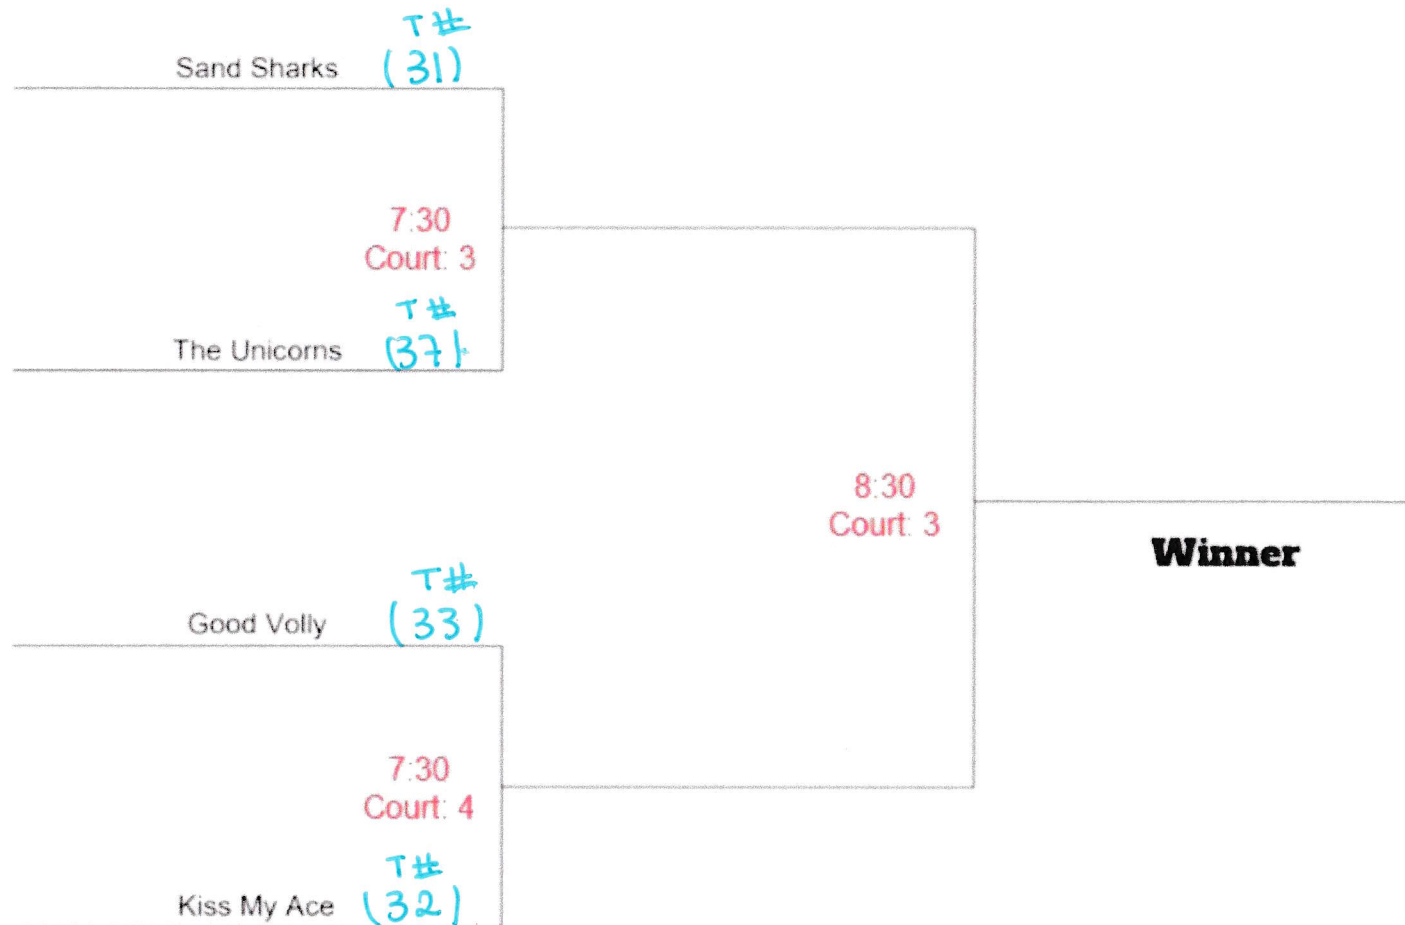 T#
Sand Sharks (31)
7:30
Court: 3
T#
The Unicorns (37)
8:30
Court: 3
Winner
T#
Good Volly (33)
7:30
Court: 4
T#
Kiss My Ace (32)